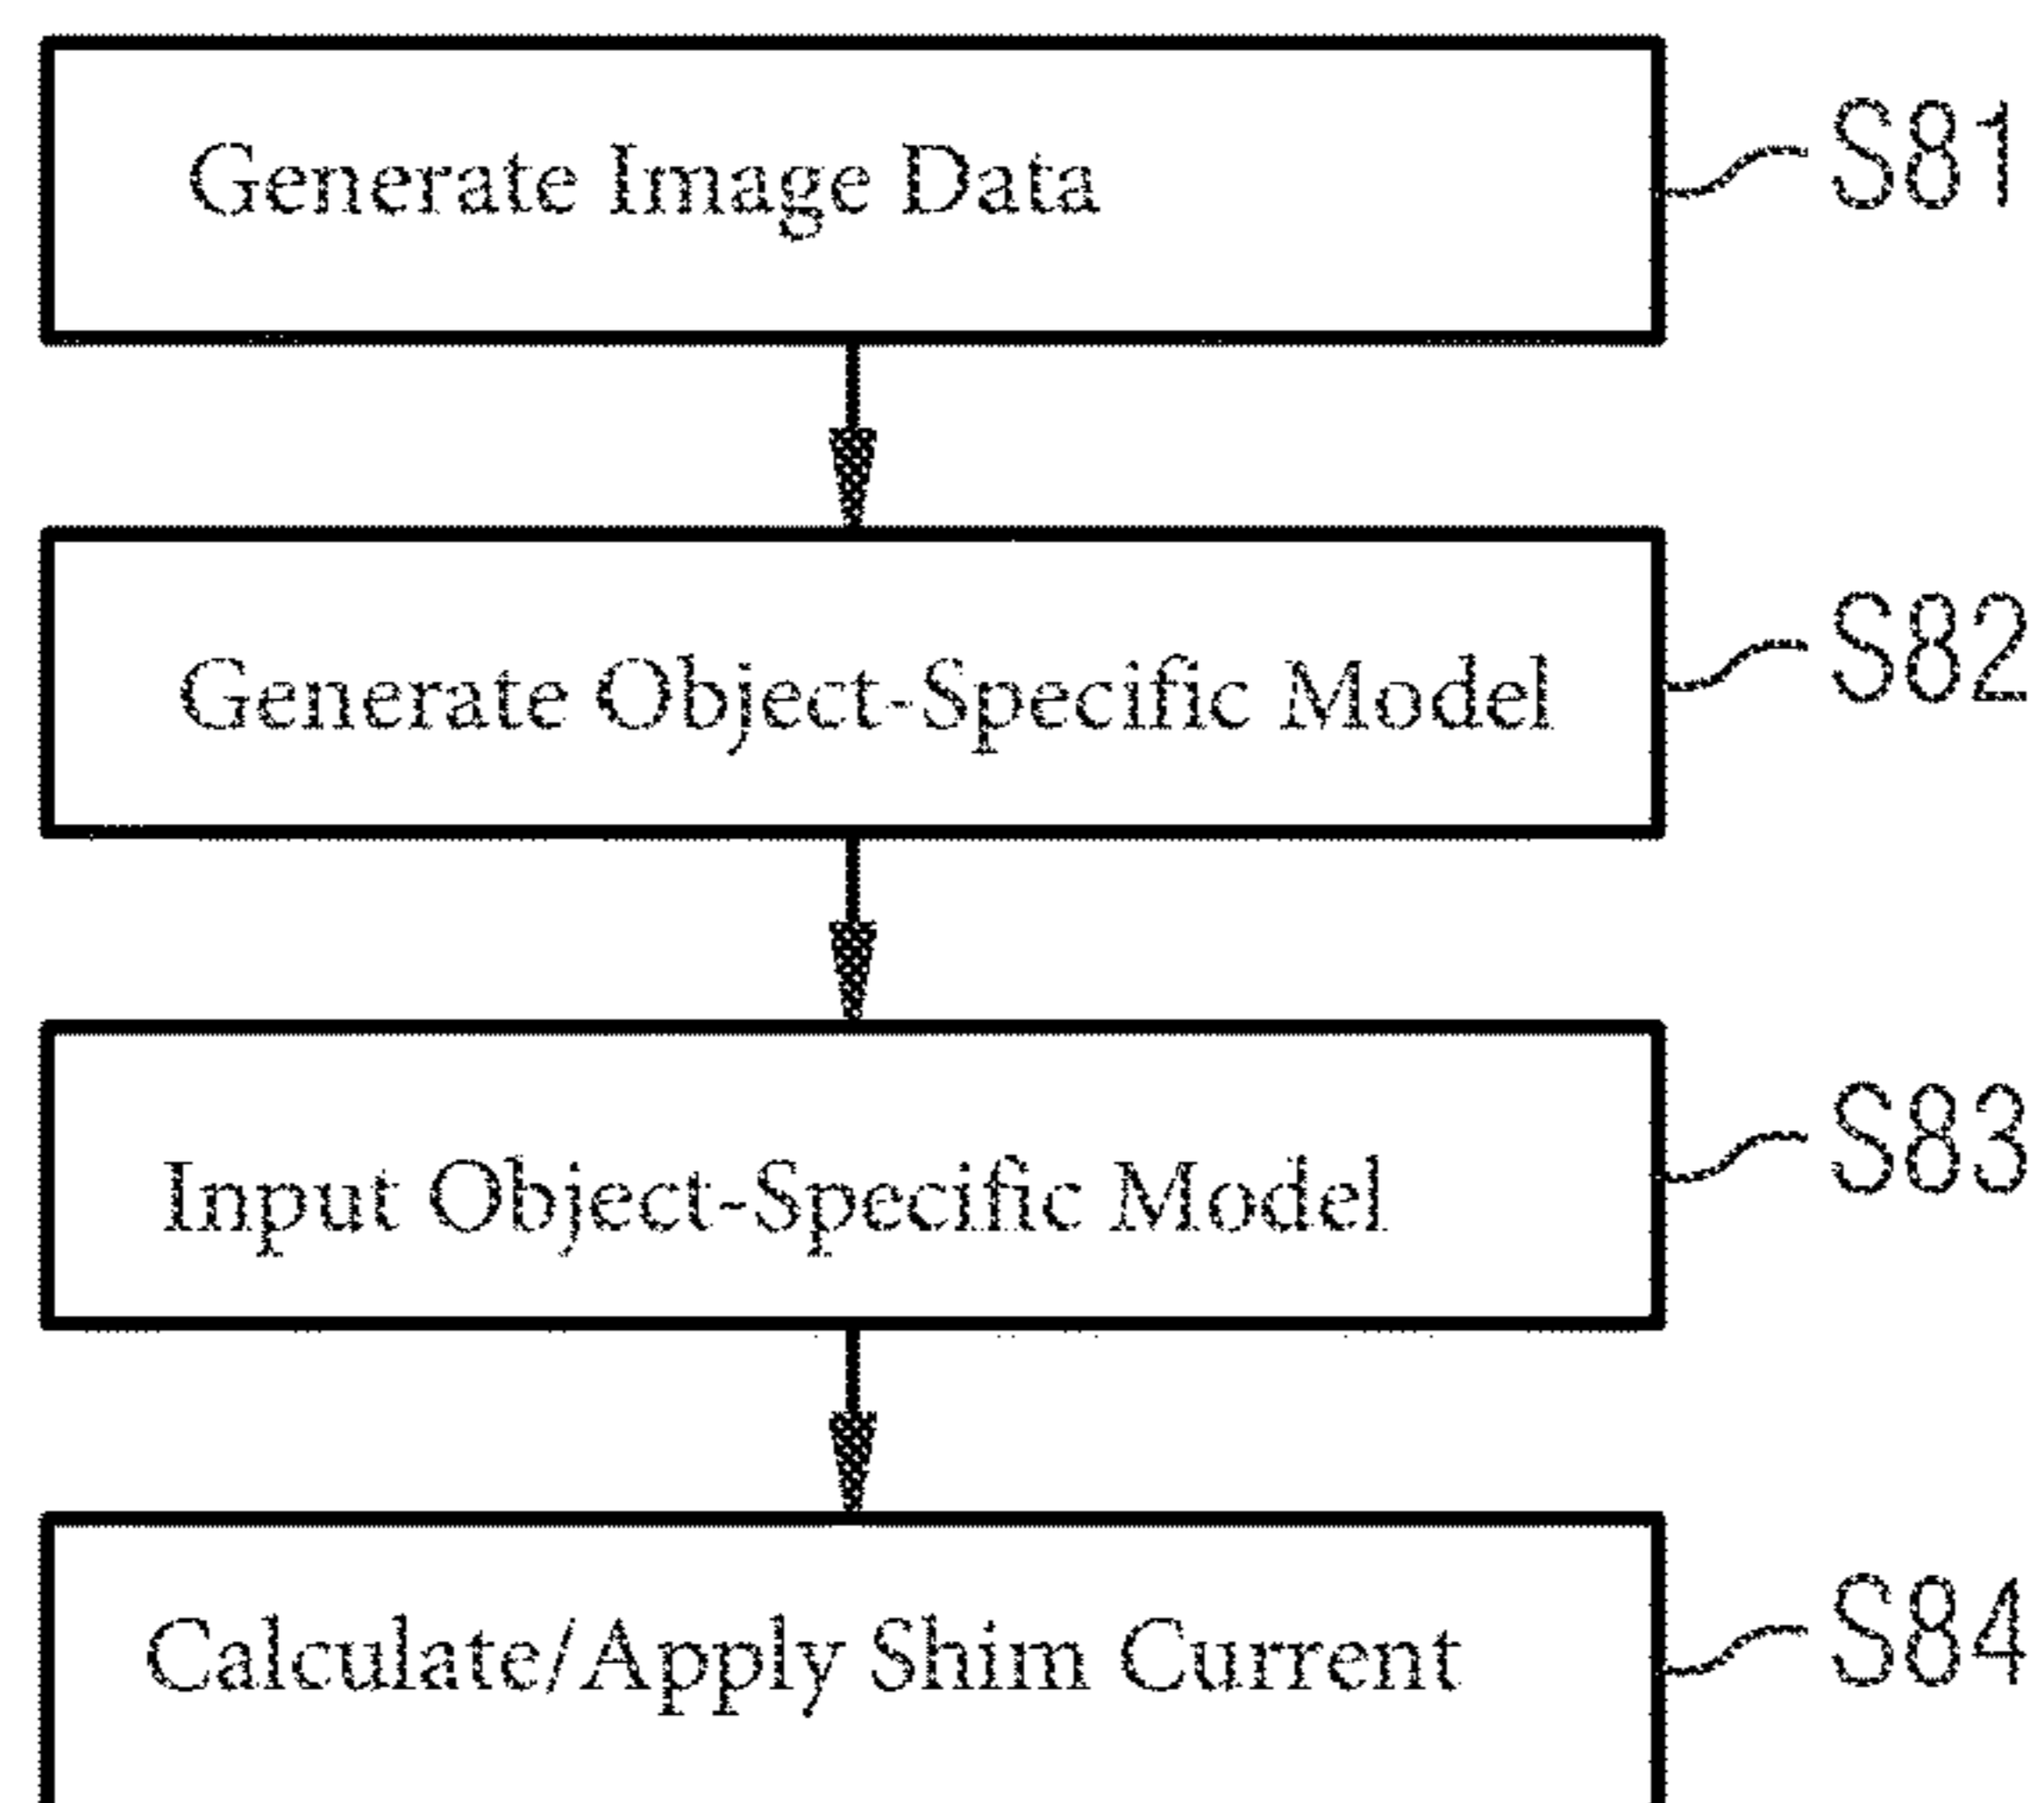 Generate Image Data
S81
Generate Object-Specific Model
S82
Input Object-Specific Model
S83
Calculate/Apply Shim Current
S84